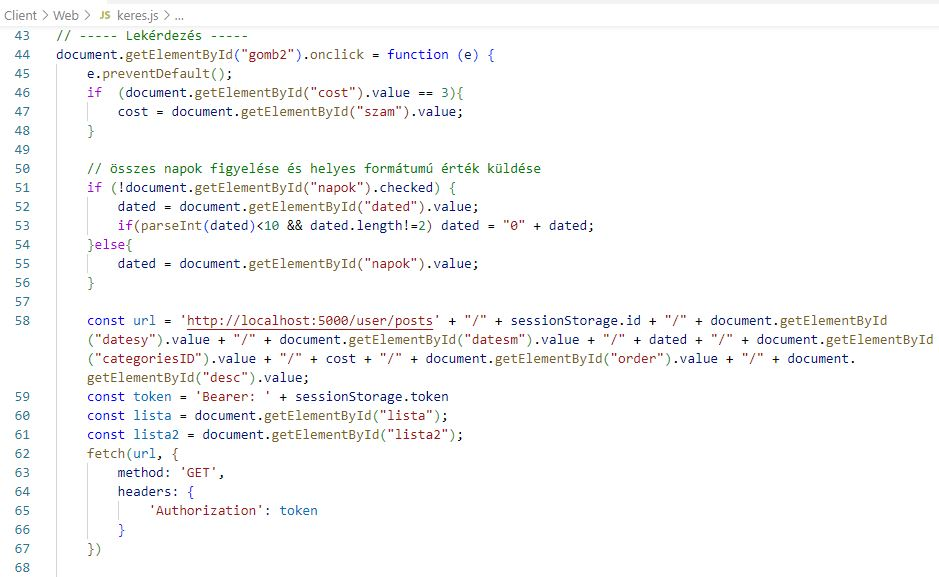 Client > Web > JS keres.js > ...
43 // ----- Lekérdezés -----
44 document.getElementById("gomb2").onclick = function (e) {
45     e.preventDefault();
46     if  (document.getElementById("cost").value == 3){
47         cost = document.getElementById("szam").value;
48     }
49
50     // összes napok figyelése és helyes formátumú érték küldése
51     if (!document.getElementById("napok").checked) {
52         dated = document.getElementById("dated").value;
53         if(parseInt(dated)<10 && dated.length!=2) dated = "0" + dated;
54     }else{
55         dated = document.getElementById("napok").value;
56     }
57
58     const url = 'http://localhost:5000/user/posts' + "/" + sessionStorage.id + "/" + document.getElementById
("datesy").value + "/" + document.getElementById("datesm").value + "/" + dated + "/" + document.getElementById
("categoriesID").value + "/" + cost + "/" + document.getElementById("order").value + "/" + document.
getElementById("desc").value;
59     const token = 'Bearer: ' + sessionStorage.token
60     const lista = document.getElementById("lista");
61     const lista2 = document.getElementById("lista2");
62     fetch(url, {
63         method: 'GET',
64         headers: {
65             'Authorization': token
66         }
67     })
68